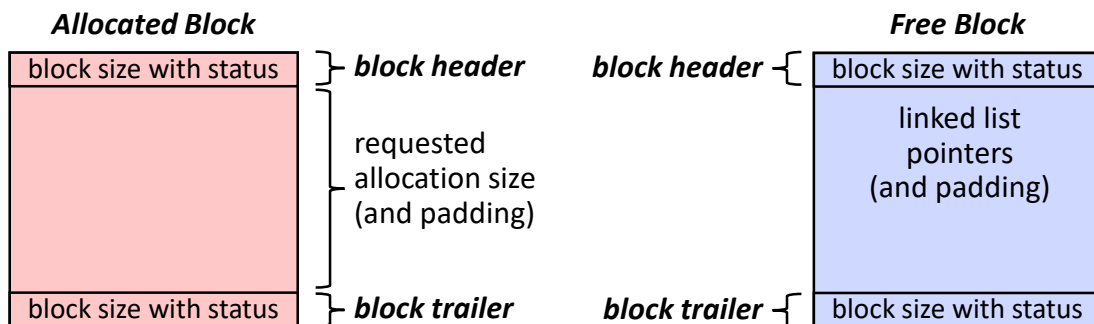 Allocated Block
Free Block
block size with status
block header
block header
block size with status
requested
allocation size
(and padding)
linked list
pointers
(and padding)
block size with status
block trailer
block trailer
block size with status